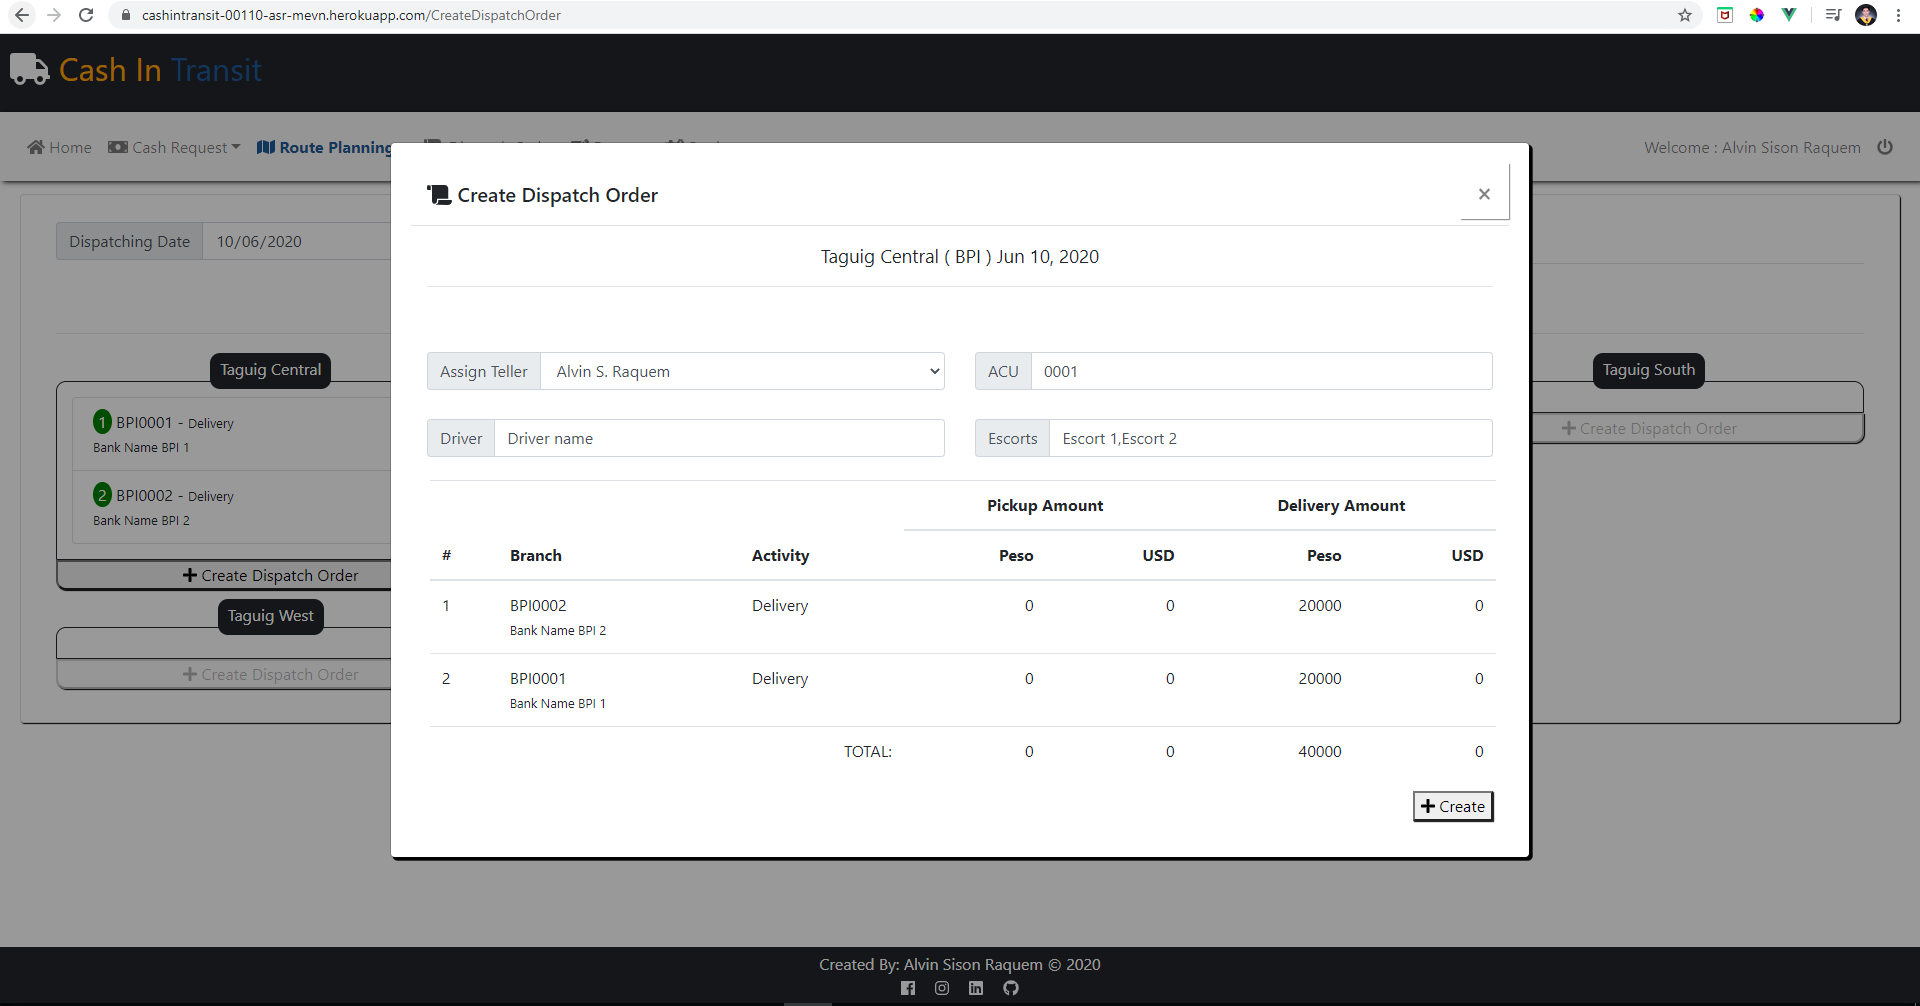 cashintransit-00110-asr-mevn.herokuapp.com/CreateDispatchOrder
Cash In Transit
Home Cash Request Route Planning
Welcome : Alvin Sison Raquem
Create Dispatch Order
×
Dispatching Date 10/06/2020
Taguig Central ( BPI ) Jun 10, 2020
Taguig Central
1 BPI0001 - Delivery
Bank Name BPI 1
2 BPI0002 - Delivery
Bank Name BPI 2
Create Dispatch Order
Taguig West
Create Dispatch Order
Taguig South
Create Dispatch Order
Assign Teller Alvin S. Raquem
ACU 0001
Driver Driver name
Escorts Escort 1,Escort 2
Pickup Amount Delivery Amount
# Branch Activity Peso USD Peso USD
1 BPI0002 Delivery 0 0 20000 0
Bank Name BPI 2
2 BPI0001 Delivery 0 0 20000 0
Bank Name BPI 1
TOTAL: 0 0 40000 0
Create
Created By: Alvin Sison Raquem © 2020